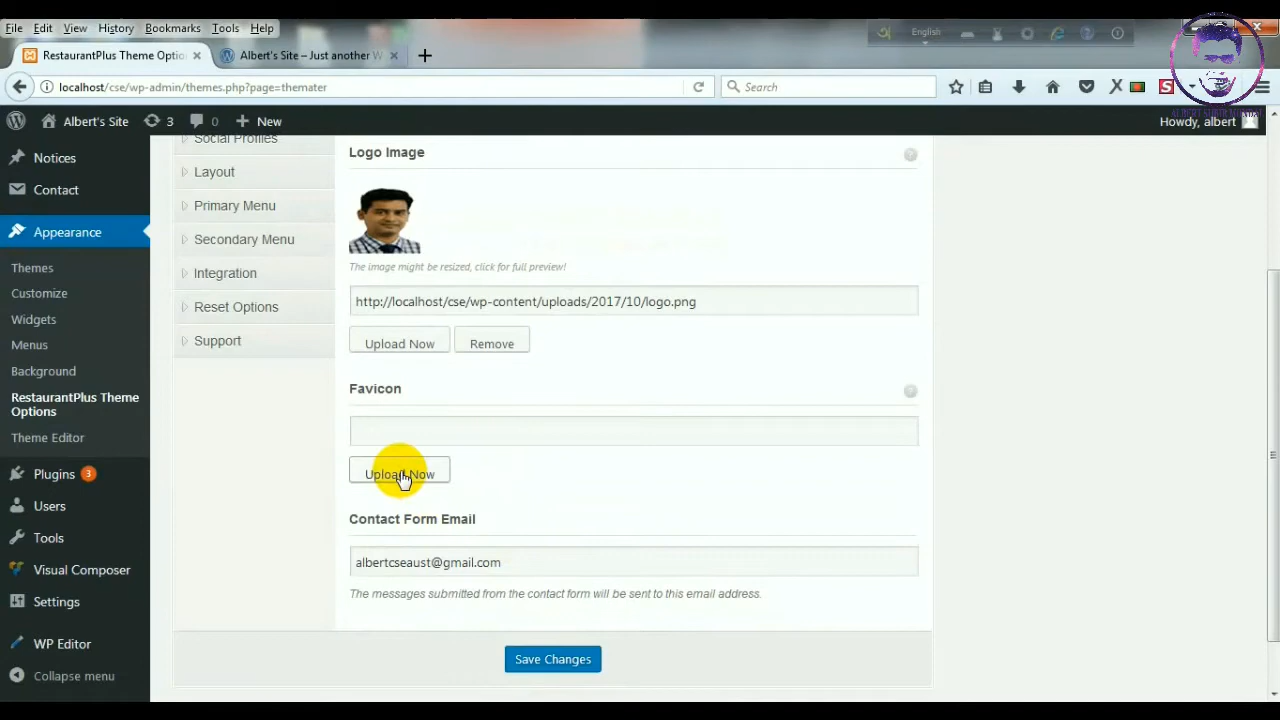 File Edit View History Bookmarks Tools Help
English
RestaurantPlus Theme Optio
Albert's Site — Just another W
localhost/cse/wp-admin/themes.php?page=themater
Search
S
Albert's Site 3 0 New
Howdy, albert
Notices
Contact
Appearance
Themes
Customize
Widgets
Menus
Background
RestaurantPlus Theme
Options
Theme Editor
Plugins 3
Users
Tools
Visual Composer
Settings
WP Editor
Collapse menu
Social Profiles
Layout
Primary Menu
Secondary Menu
Integration
Reset Options
Support
Logo Image
?
The image might be resized, click for full preview!
http://localhost/cse/wp-content/uploads/2017/10/logo.png
Upload Now Remove
Favicon
?
Upload Now
Contact Form Email
albertcseaust@gmail.com
The messages submitted from the contact form will be sent to this email address.
Save Changes